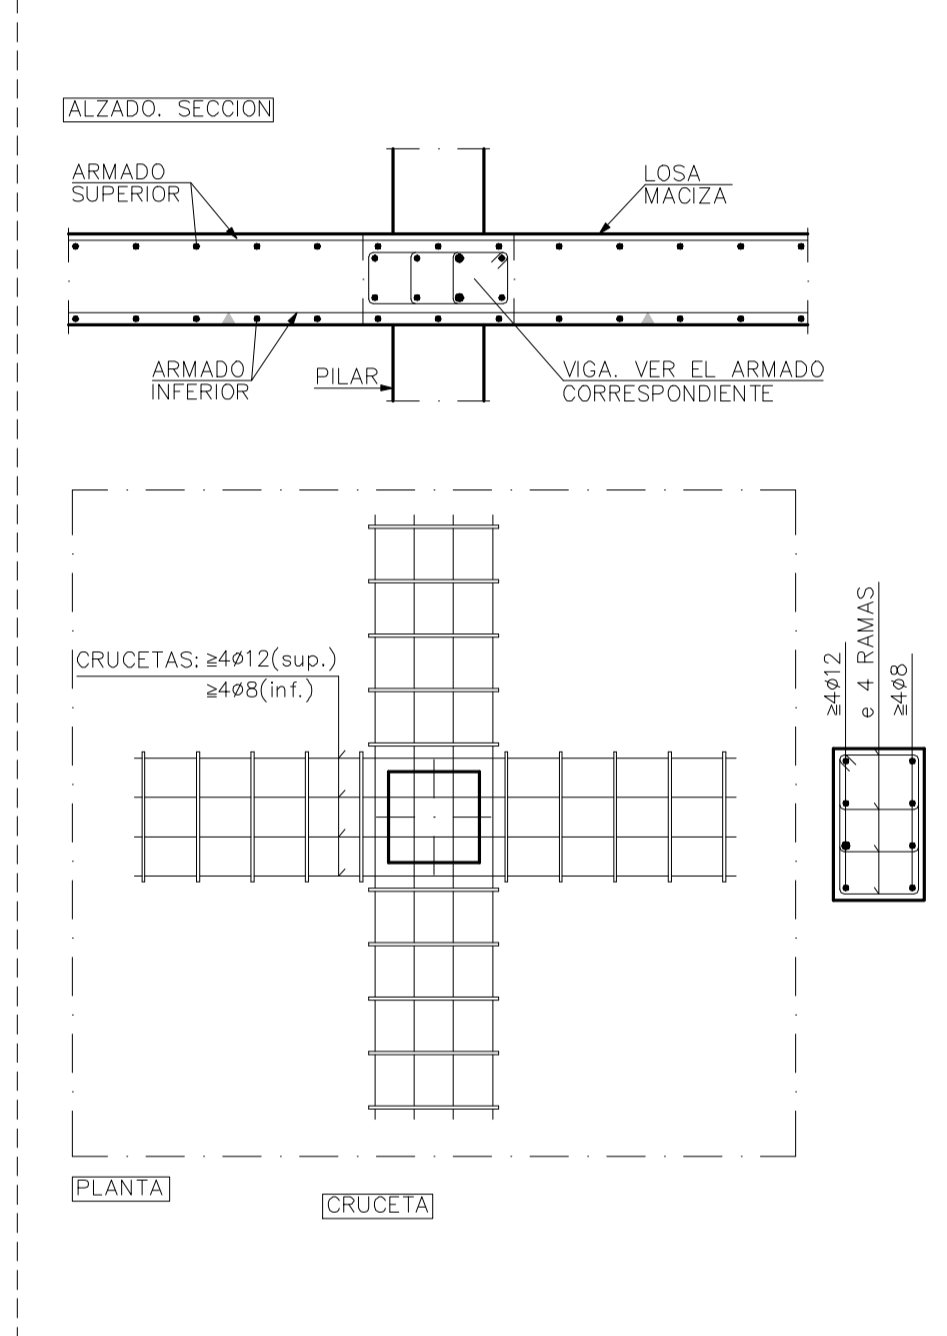 ALZADO. SECCION
ARMADO
SUPERIOR
LOSA
MACIZA
ARMADO
INFERIOR
PILAR
VIGA. VER EL ARMADO
CORRESPONDIENTE
CRUCETAS: ≥4ø12(sup.)
≥4ø8(inf.)
≥4ø12
e 4 RAMAS
≥4ø8
PLANTA
CRUCETA